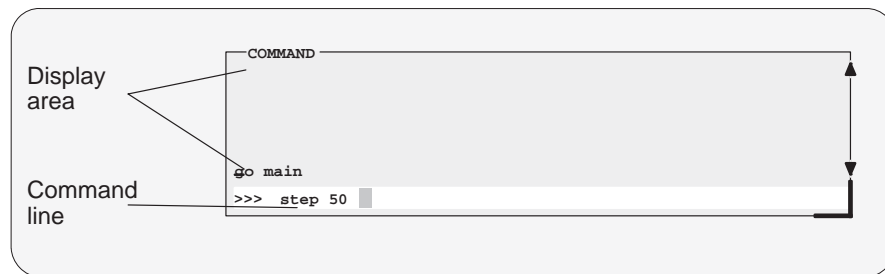 COMMAND
Display
area
go main
Command
line
>>> step 50